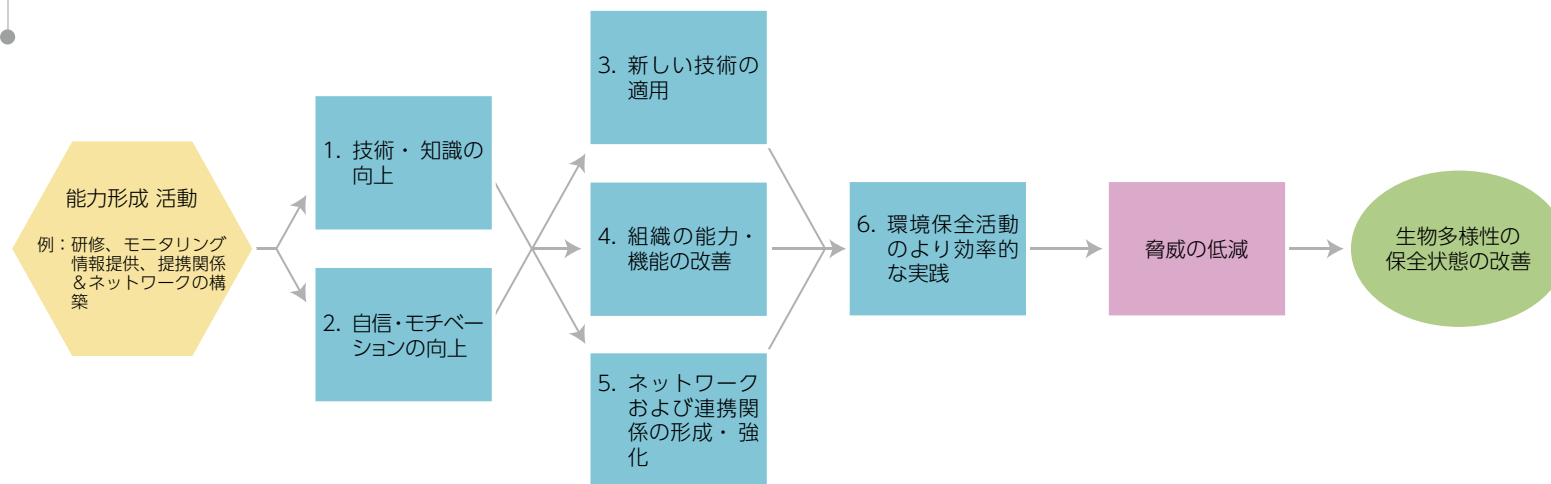 能力形成 活動
例：研修、モニタリング
情報提供、提携関係
＆ネットワークの構
築
1. 技術・ 知識の
向上
2. 自信・モチベー
ションの向上
3. 新しい技術の
適用
4. 組織の能力・
機能の改善
5. ネットワーク
および連携関
係の形成・ 強
化
6. 環境保全活動
のより効率的
な実践
脅威の低減
生物多様性の
保全状態の改善